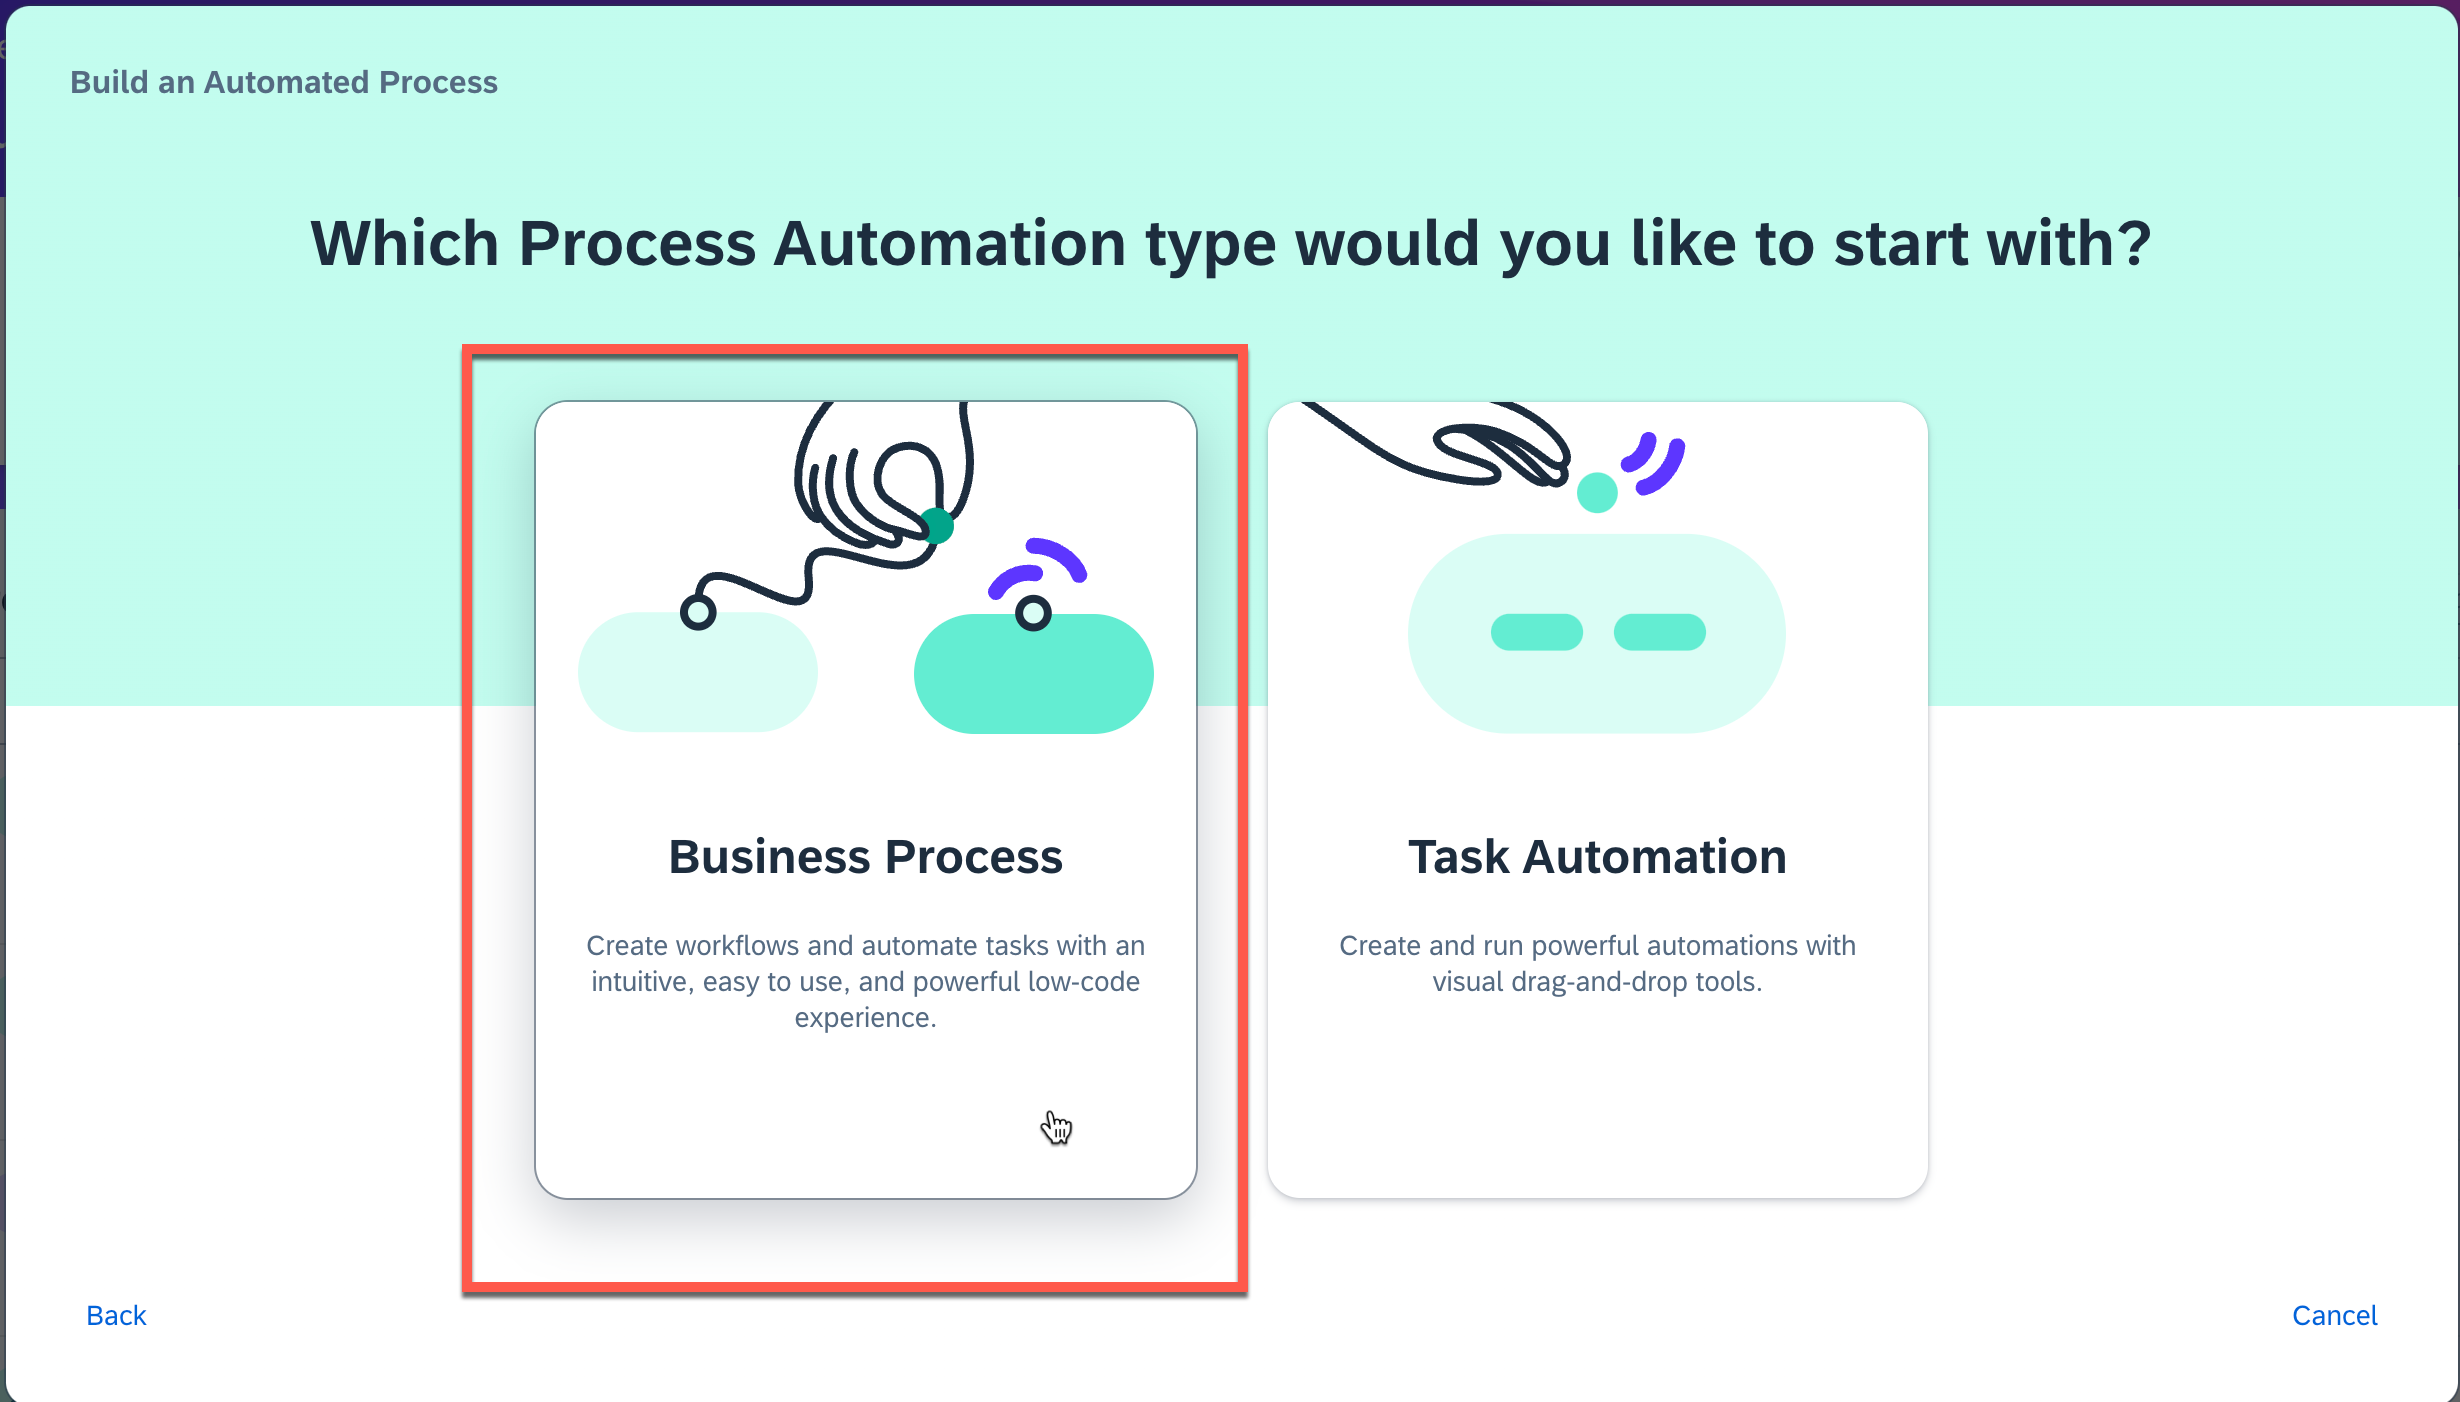 Build an Automated Process
Which Process Automation type would you like to start with?
Business Process
Create workflows and automate tasks with an
intuitive, easy to use, and powerful low-code
experience.
Task Automation
Create and run powerful automations with
visual drag-and-drop tools.
Back
Cancel